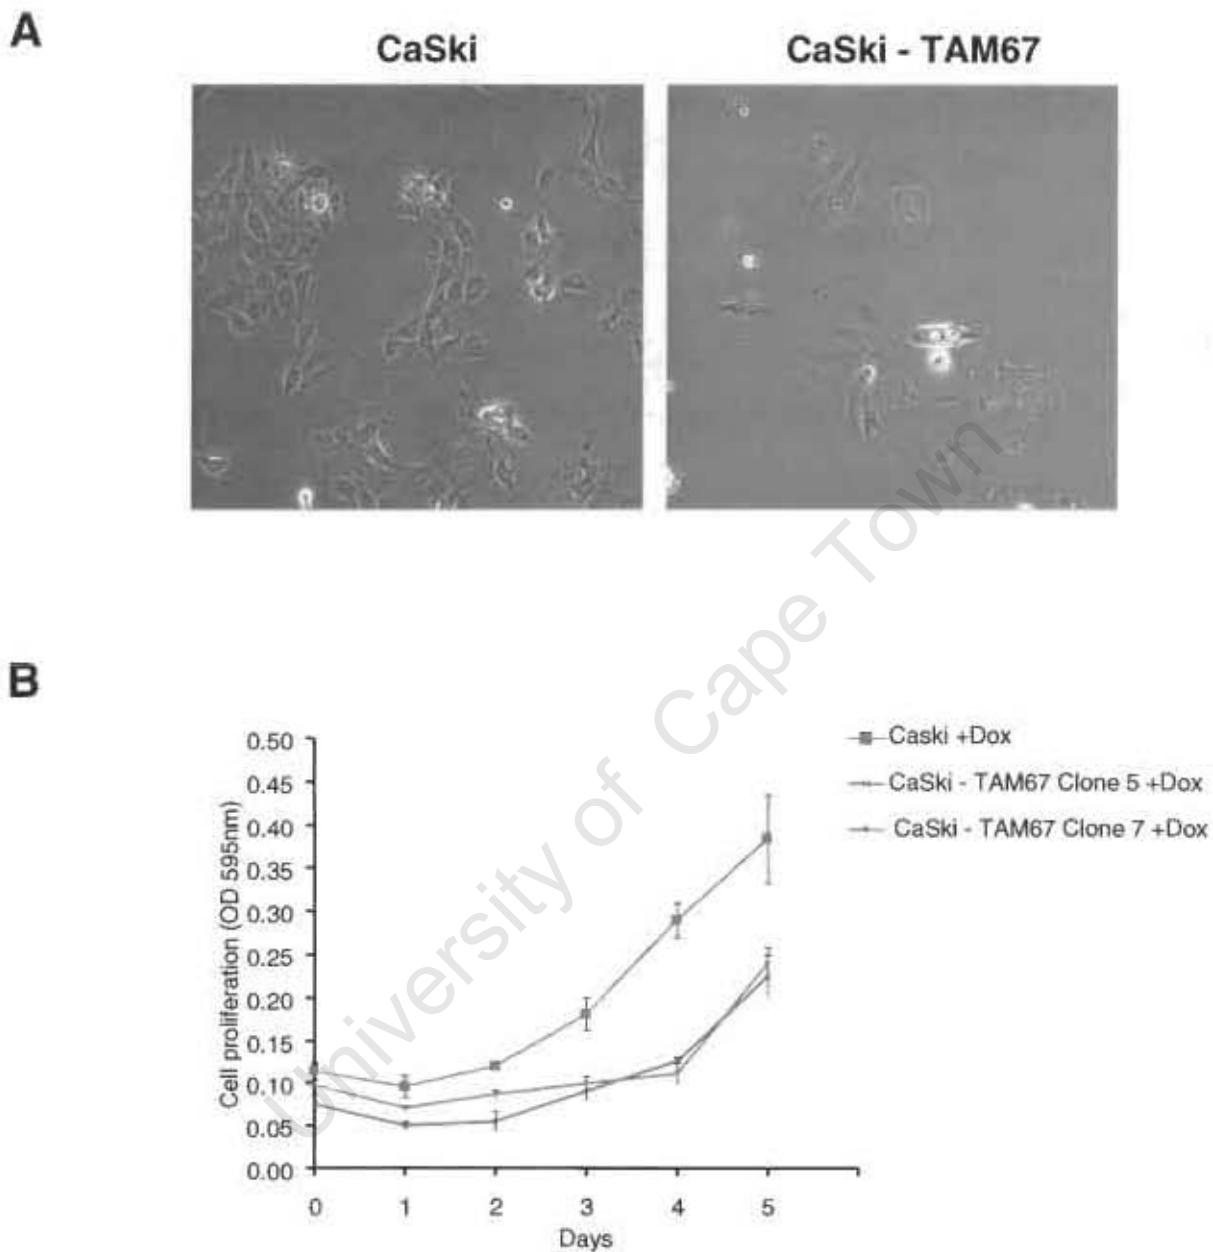 A
CaSki
CaSki - TAM67
B
0.50
0.45
0.40
0.35
0.30
0.25
0.20
0.15
0.10
0.05
0.00
Cell proliferation (OD 595nm)
0 1 2 3 4 5
Days
Caski +Dox
CaSki - TAM67 Clone 5 +Dox
CaSki - TAM67 Clone 7 +Dox
University of Cape Town